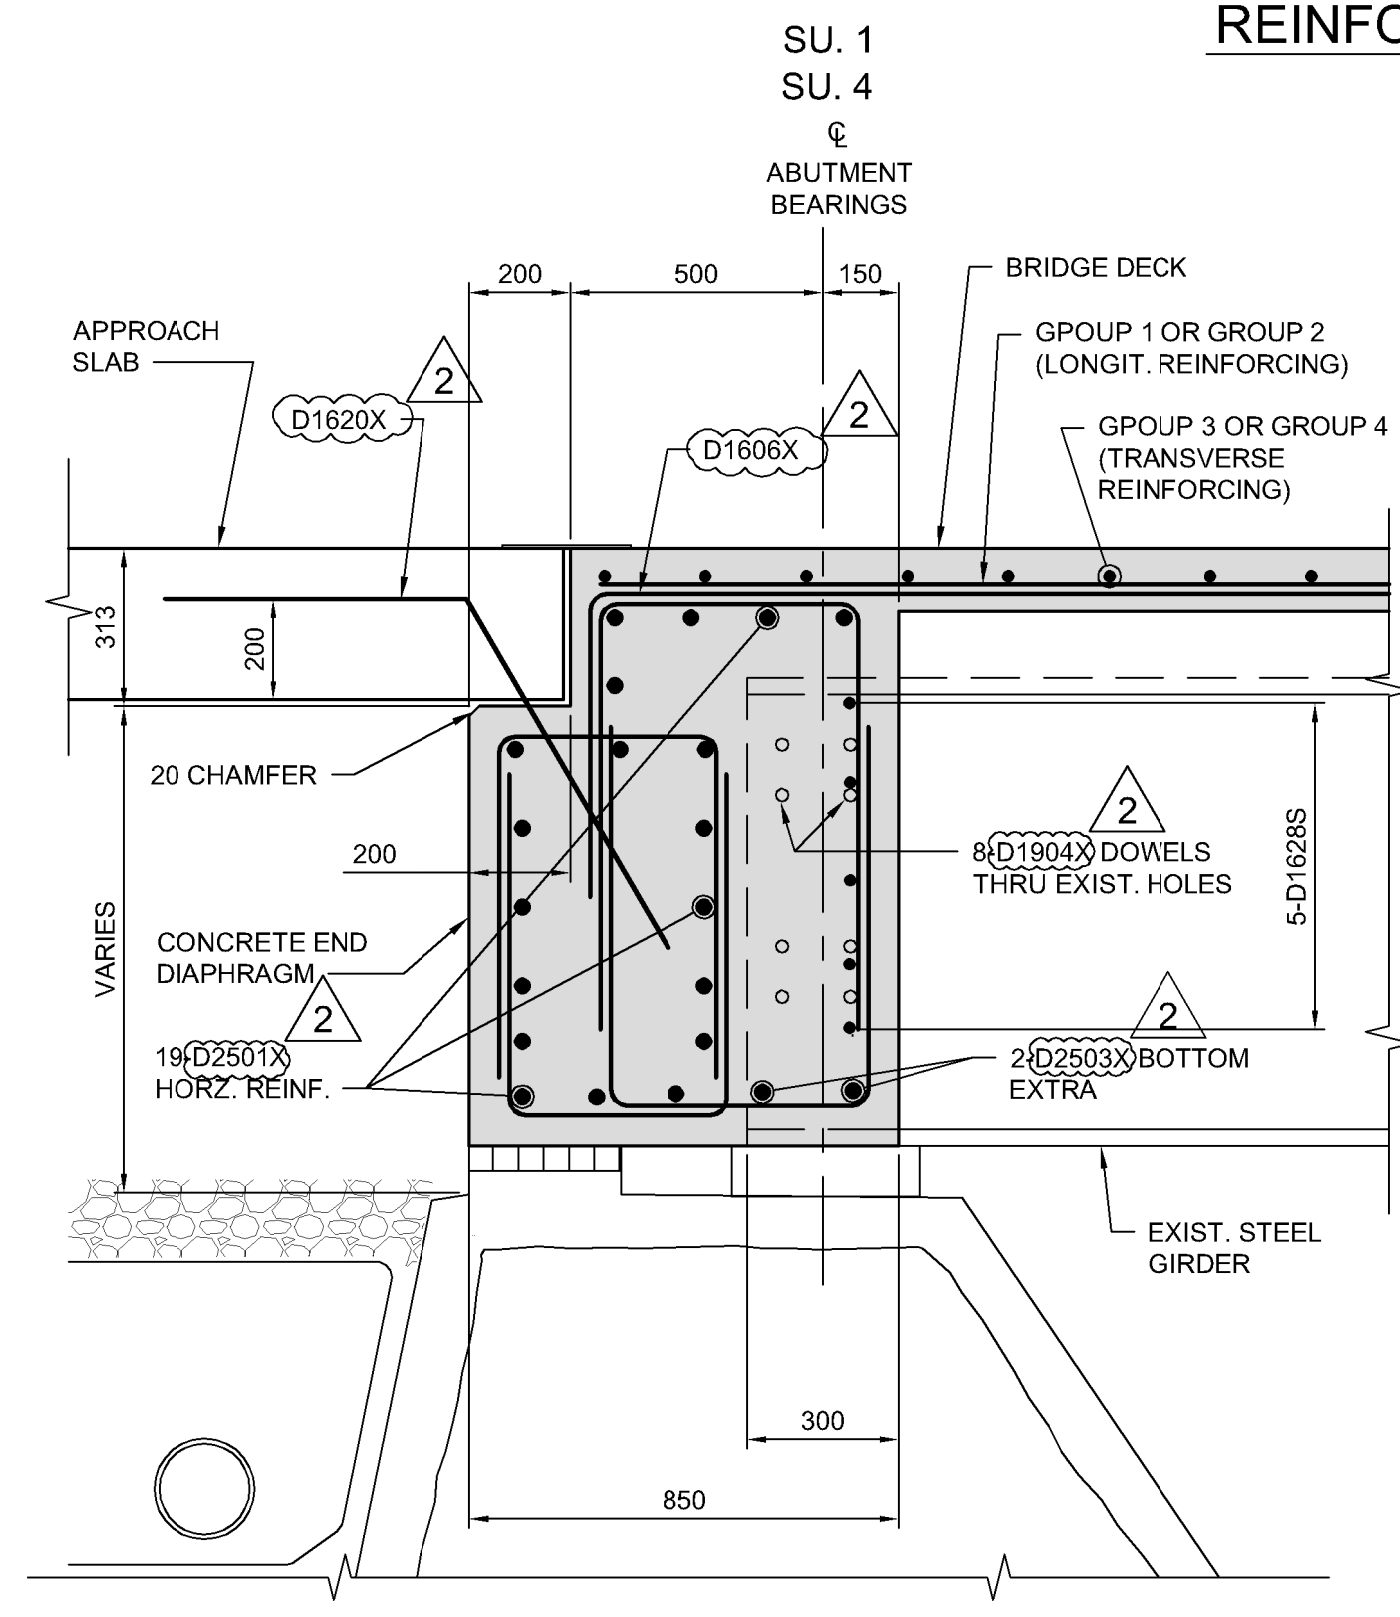 REINFO
SU. 1
SU. 4
℄
ABUTMENT
BEARINGS
200
500
150
BRIDGE DECK
APPROACH
SLAB
GPOUP 1 OR GROUP 2
(LONGIT. REINFORCING)
2
D1620X
2
D1606X
GPOUP 3 OR GROUP 4
(TRANSVERSE
REINFORCING)
313
200
20 CHAMFER
2
8-D1904X DOWELS
THRU EXIST. HOLES
5-D1628S
200
VARIES
CONCRETE END
DIAPHRAGM
2
19-D2501X
HORZ. REINF.
2
2-D2503X BOTTOM
EXTRA
EXIST. STEEL
GIRDER
300
850